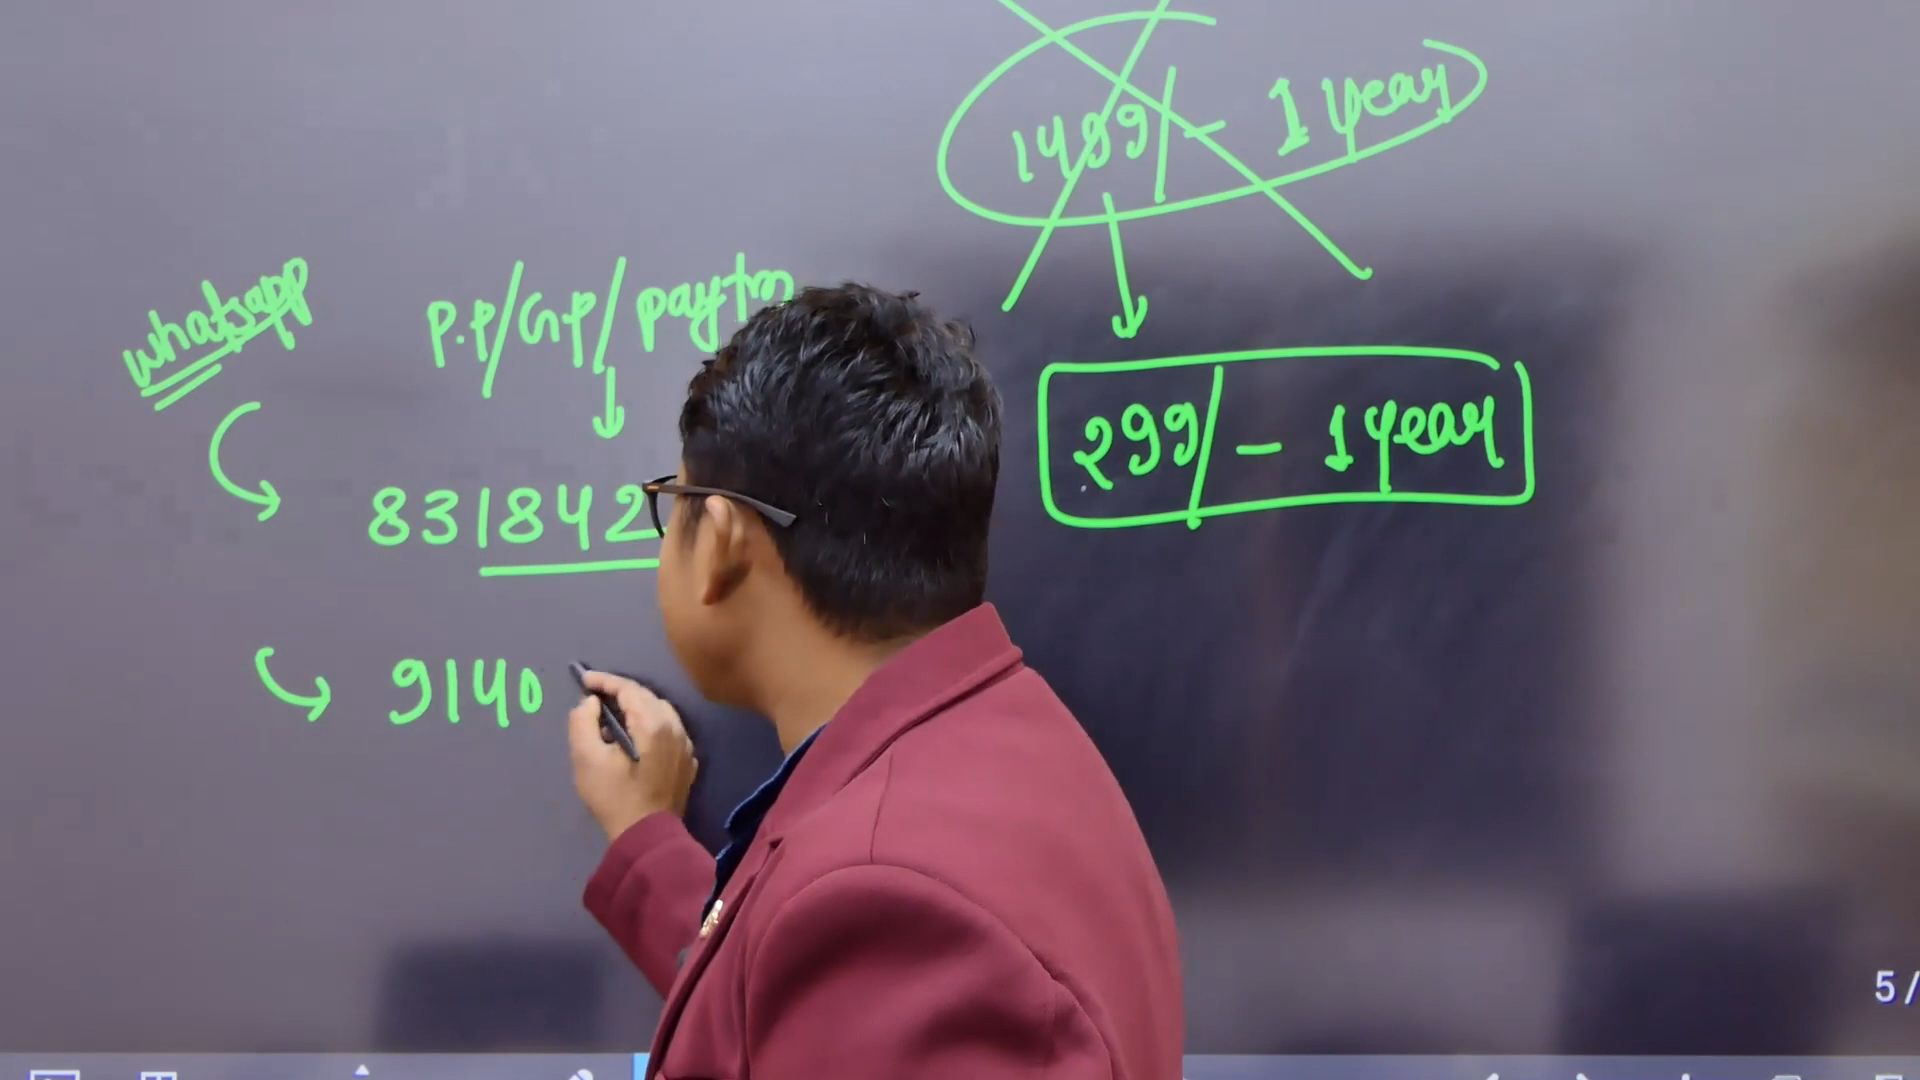 1499/- 1 year
whatsapp
P.P/G.P/ Paytm
299/- 1 year
831842
9140
5/